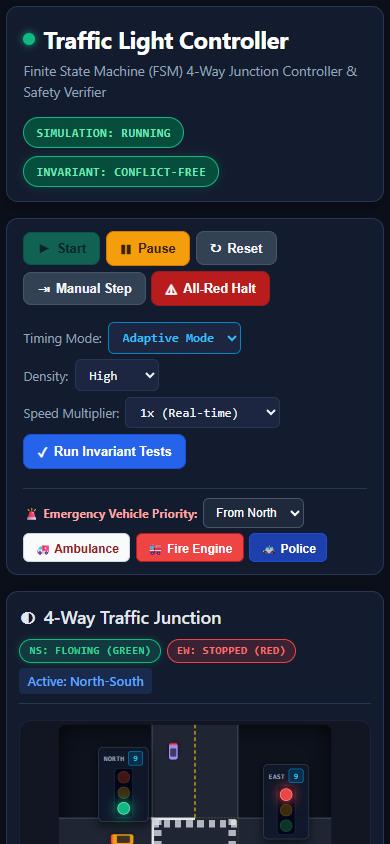 Traffic Light Controller
Finite State Machine (FSM) 4-Way Junction Controller &
Safety Verifier
SIMULATION: RUNNING
INVARIANT: CONFLICT-FREE
Start
Pause
Reset
Manual Step
All-Red Halt
Timing Mode: Adaptive Mode
Density: High
Speed Multiplier: 1x (Real-time)
✓ Run Invariant Tests
Emergency Vehicle Priority: From North
Ambulance
Fire Engine
Police
4-Way Traffic Junction
NS: FLOWING (GREEN)
EW: STOPPED (RED)
Active: North-South
NORTH 9
EAST 9